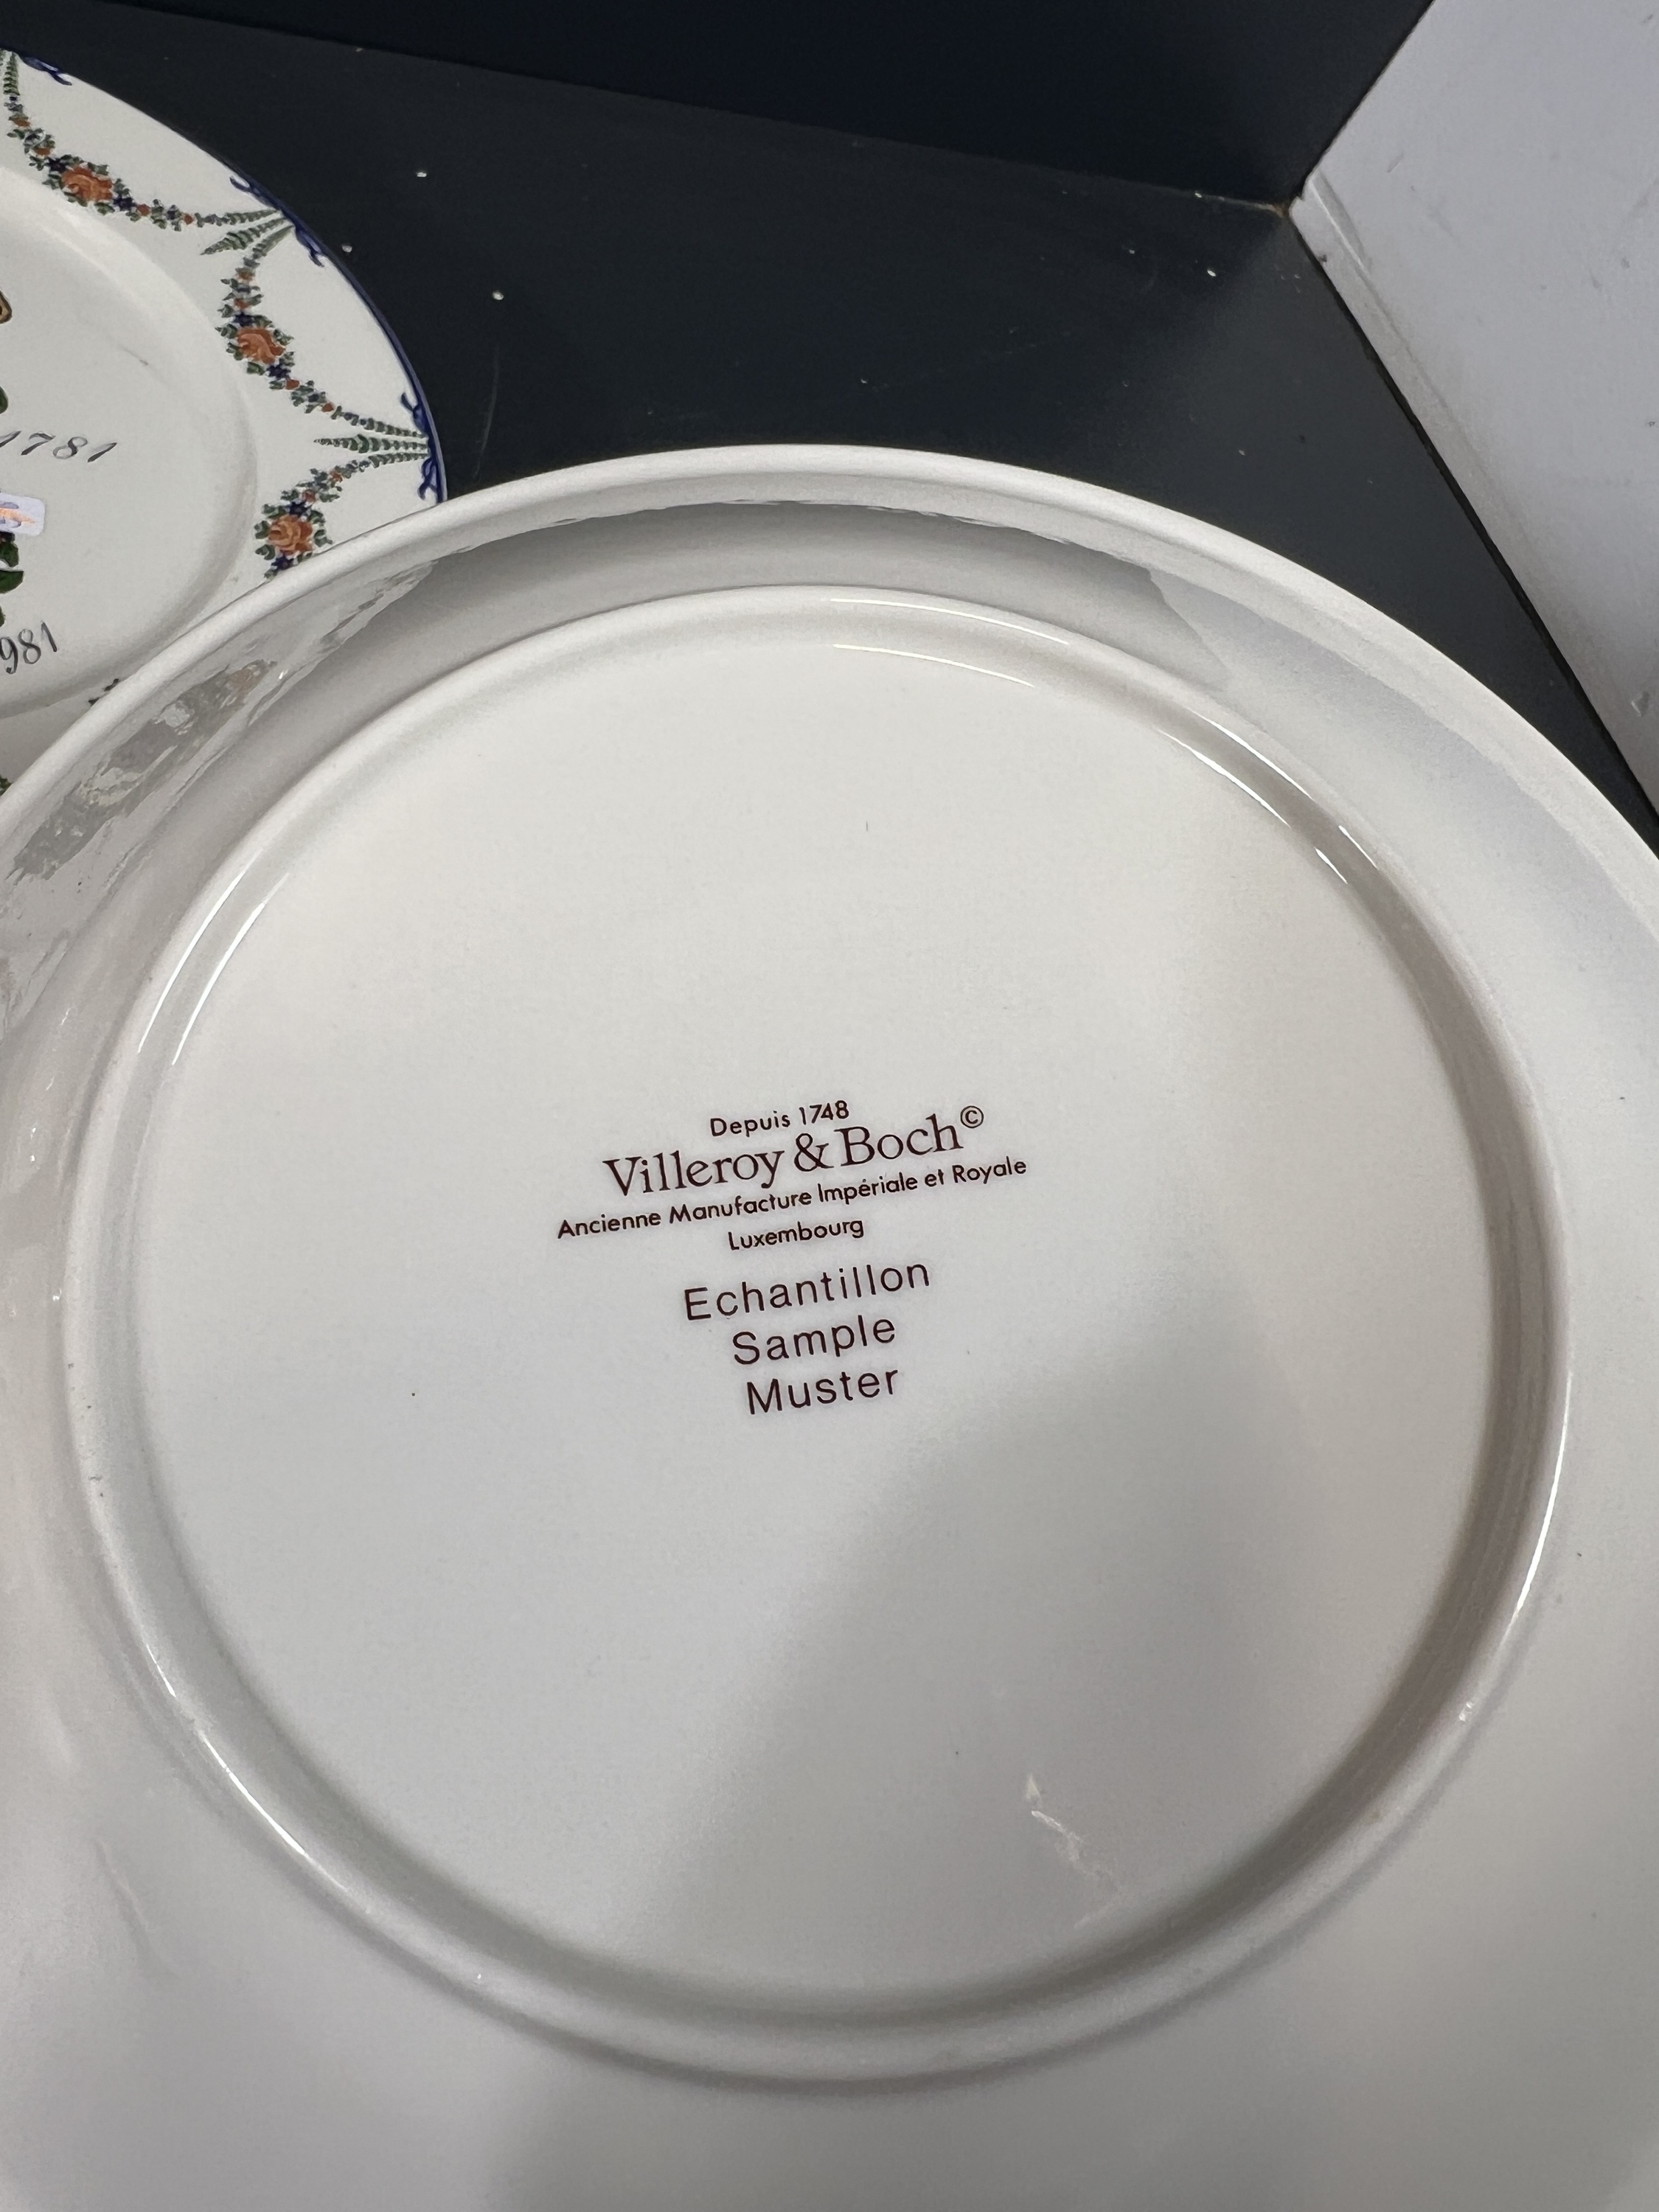 1781
981
Depuis 1748
Villeroy & Boch©
Ancienne Manufacture Impériale et Royale
Luxembourg
Echantillon
Sample
Muster